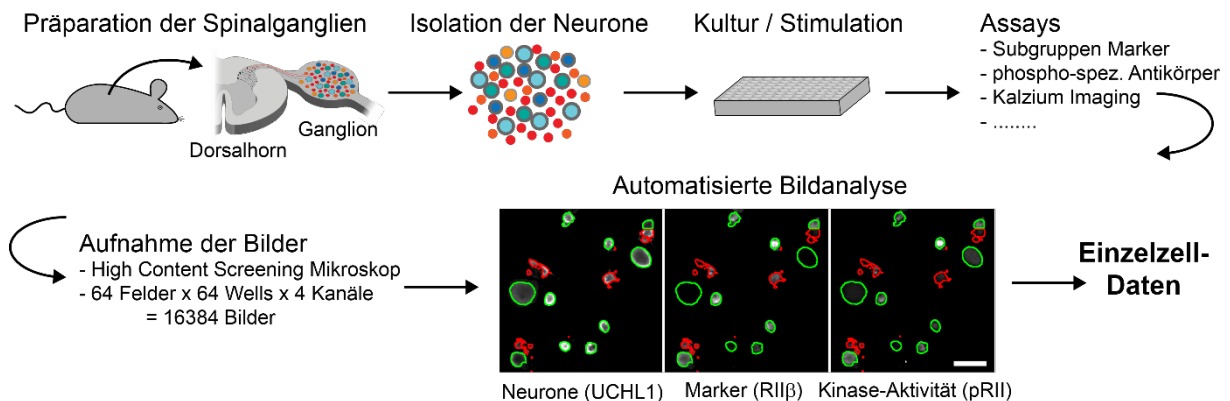 Präparation der Spinalganglien
Isolation der Neurone
Kultur / Stimulation
Assays
- Subgruppen Marker
- phospho-spez. Antikörper
- Kalzium Imaging
- ........
Ganglion
Dorsalhorn
Automatisierte Bildanalyse
Aufnahme der Bilder
- High Content Screening Mikroskop
- 64 Felder x 64 Wells x 4 Kanäle
= 16384 Bilder
Einzelzell-
Daten
Neurone (UCHL1)
Marker (RIIβ)
Kinase-Aktivität (pRII)